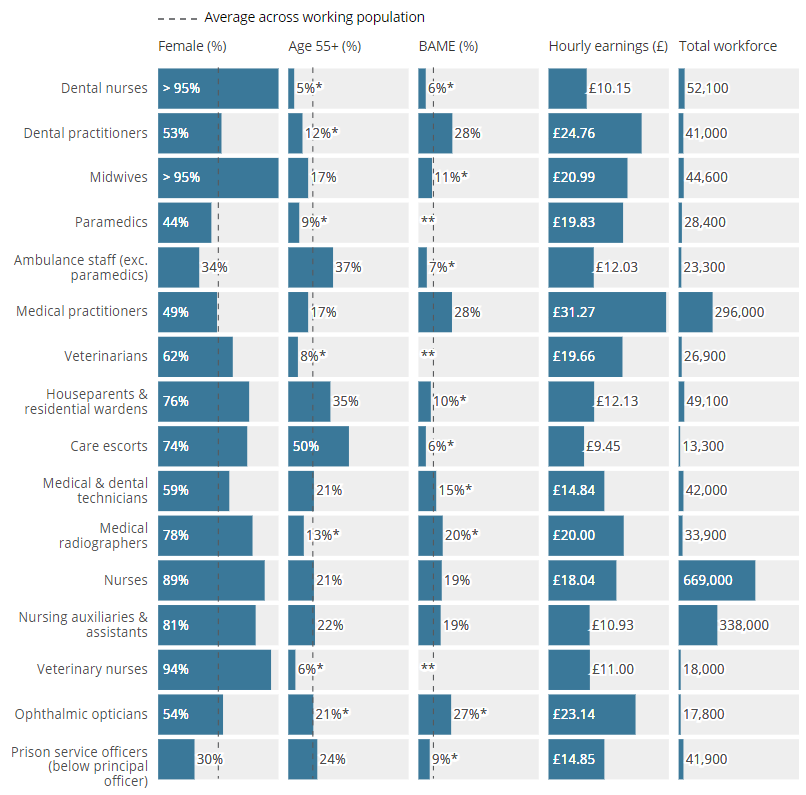 Average across working population
Female (%) Age 55+ (%) BAME (%) Hourly earnings (£) Total workforce
Dental nurses > 95% 5%* 6%* £10.15 52,100
Dental practitioners 53% 12%* 28% £24.76 41,000
Midwives > 95% 17% 11%* £20.99 44,600
Paramedics 44% 9%* ** £19.83 28,400
Ambulance staff (exc.
paramedics) 34% 37% 7%* £12.03 23,300
Medical practitioners 49% 17% 28% £31.27 296,000
Veterinarians 62% 8%* ** £19.66 26,900
Houseparents &
residential wardens 76% 35% 10%* £12.13 49,100
Care escorts 74% 50% 6%* £9.45 13,300
Medical & dental
technicians 59% 21% 15%* £14.84 42,000
Medical
radiographers 78% 13%* 20%* £20.00 33,900
Nurses 89% 21% 19% £18.04 669,000
Nursing auxiliaries &
assistants 81% 22% 19% £10.93 338,000
Veterinary nurses 94% 6%* ** £11.00 18,000
Ophthalmic opticians 54% 21%* 27%* £23.14 17,800
Prison service officers
(below principal
officer) 30% 24% 9%* £14.85 41,900